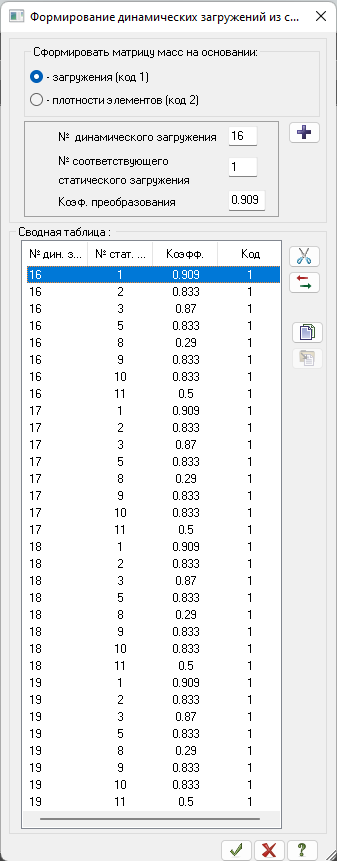 Формирование динамических загружений из с...
Сформировать матрицу масс на основании:
- загружения (код 1)
- плотности элементов (код 2)
№ динамического загружения 16
№ соответствующего
статического загружения 1
Коэф. преобразования 0.909
Сводная таблица :
№ дин. з... № стат. ... Коэфф. Код
16 1 0.909 1
16 2 0.833 1
16 3 0.87 1
16 5 0.833 1
16 8 0.29 1
16 9 0.833 1
16 10 0.833 1
16 11 0.5 1
17 1 0.909 1
17 2 0.833 1
17 3 0.87 1
17 5 0.833 1
17 8 0.29 1
17 9 0.833 1
17 10 0.833 1
17 11 0.5 1
18 1 0.909 1
18 2 0.833 1
18 3 0.87 1
18 5 0.833 1
18 8 0.29 1
18 9 0.833 1
18 10 0.833 1
18 11 0.5 1
19 1 0.909 1
19 2 0.833 1
19 3 0.87 1
19 5 0.833 1
19 8 0.29 1
19 9 0.833 1
19 10 0.833 1
19 11 0.5 1
?